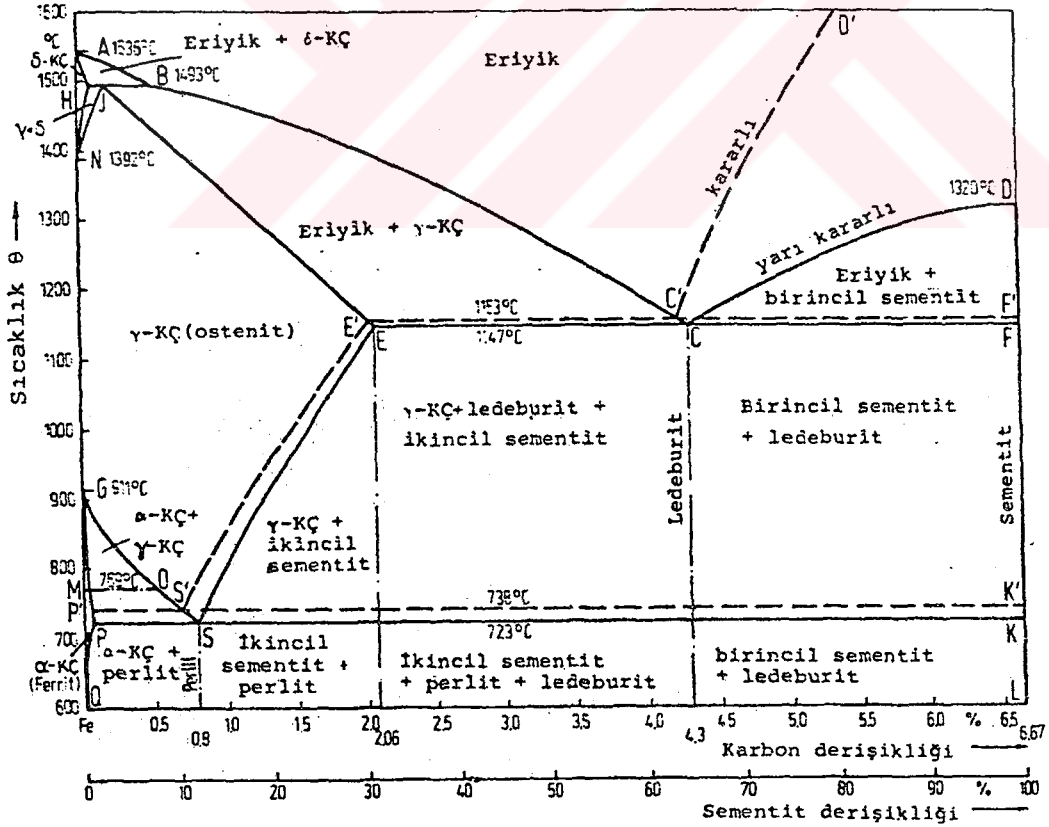 1500
°C
A 1536°C
Eriyik + δ-KÇ
δ-KÇ
1500
H
B 1493°C
J
Eriyik
D'
γ+δ
1400
N 1392°C
kararlı
1320°C
D
1300
Eriyik + γ-KÇ
yarı kararlı
Sıcaklık θ
1200
Eriyik +
birincil sementit
C'
1153°C
F'
γ-KÇ(ostenit)
E'
E
1147°C
C
F
1100
1000
γ-KÇ+ledeburit +
ikincil sementit
Birincil sementit
+ ledeburit
Ledeburit
Sementit
900
G 911°C
α-KÇ+
γ-KÇ
γ-KÇ +
ikincil
sementit
800
M
769°C
O
S'
738°C
K'
P'
700
P
S
723°C
K
α-KÇ
(Ferrit)
α-KÇ +
perlit
Perlit
İkincil
sementit +
perlit
İkincil sementit
+ perlit + ledeburit
birincil sementit
+ ledeburit
Q
L
600
Fe 0.5 1.0 1.5 2.0 2.5 3.0 3.5 4.0 4.5 5.0 5.5 6.0 % 6.5
0.8 2.06 4.3 6.67
Karbon derişikliği
0 10 20 30 40 50 60 70 80 90 % 100
Sementit derişikliği